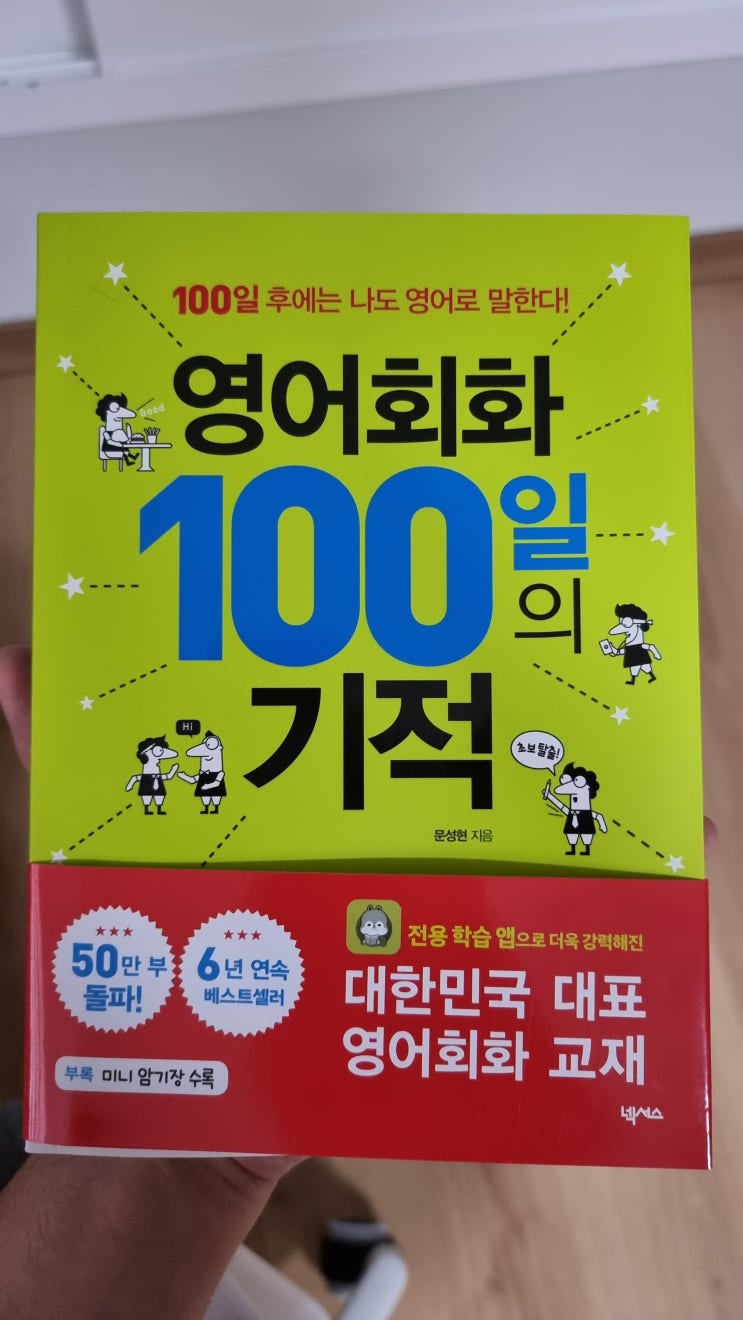 100일 후에는 나도 영어로 말한다!
영어회화
Good
100일
의
기적
Hi
초보탈출!
문성현 지음
50만 부
돌파!
6년 연속
베스트셀러
부록 미니 암기장 수록
전용 학습 앱으로 더욱 강력해진
대한민국 대표
영어회화 교재
넥서스